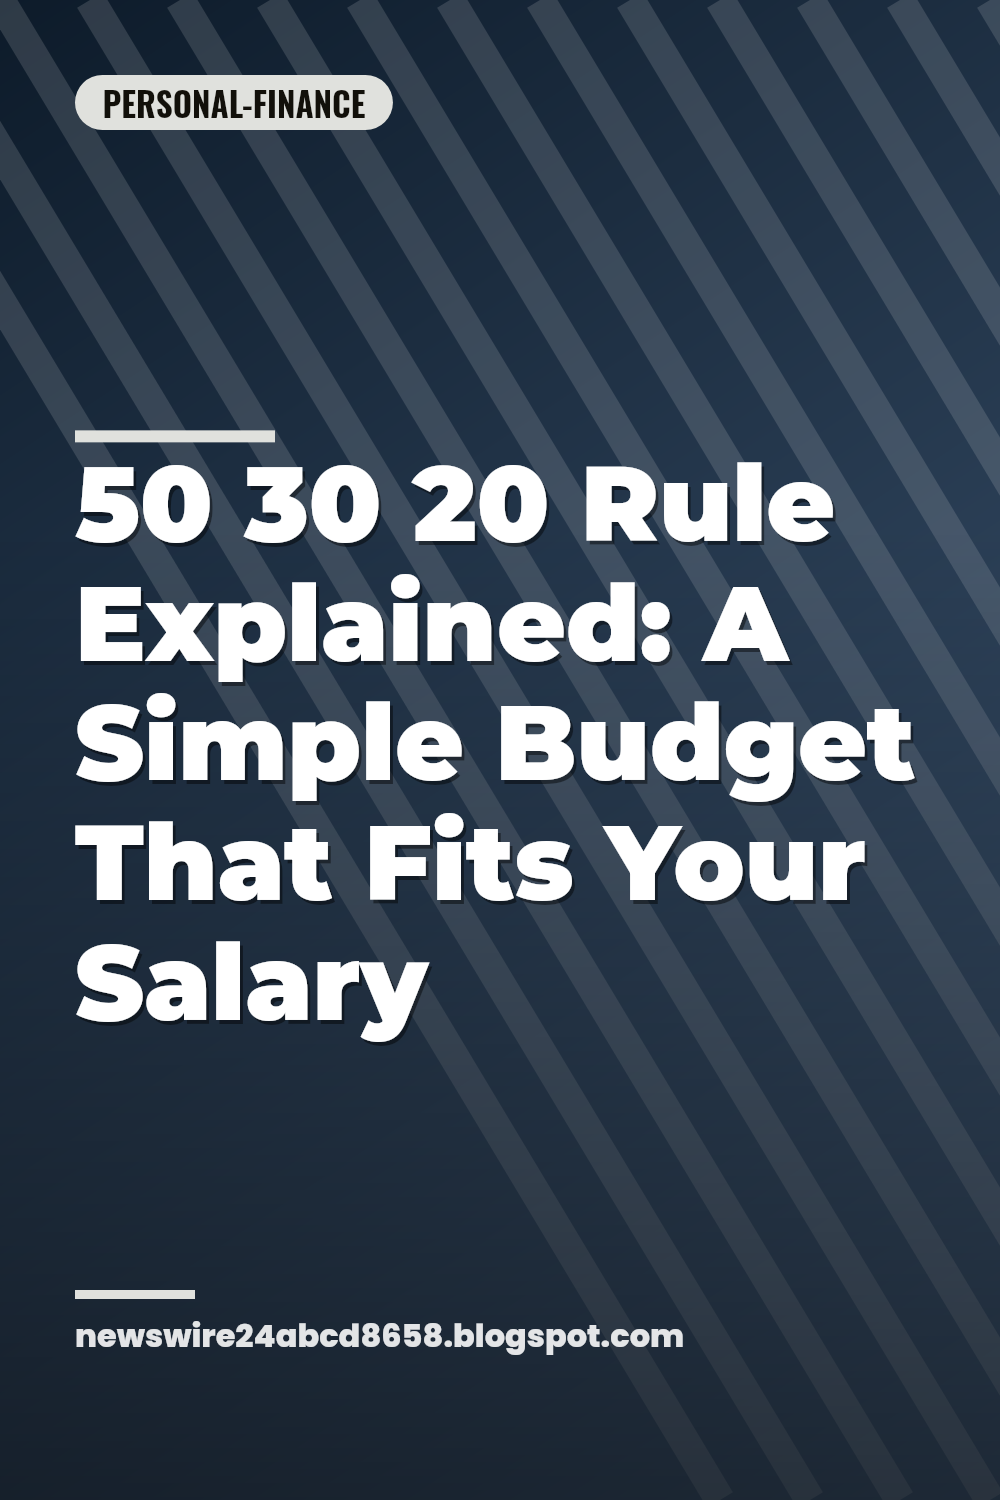 PERSONAL-FINANCE
50 30 20 Rule
Explained: A
Simple Budget
That Fits Your
Salary
newswire24abcd8658.blogspot.com